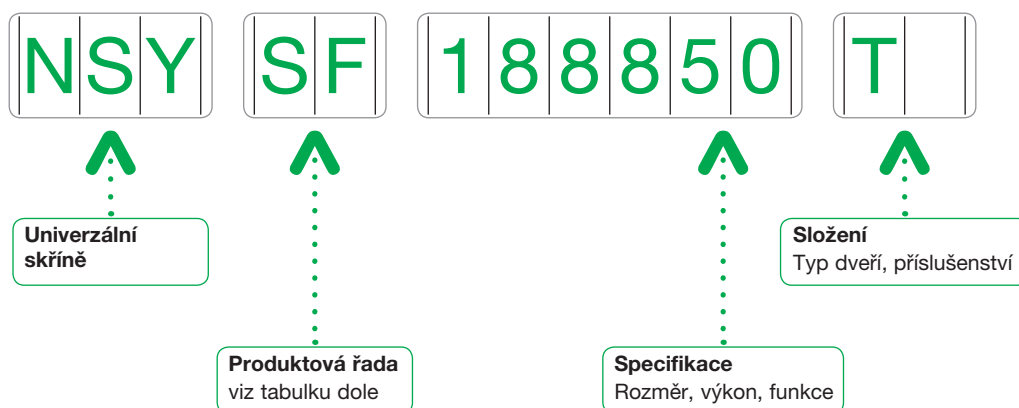 NSY SF 188850 T
Univerzální
skříně
Složení
Typ dveří, příslušenství
Produktová řada
viz tabulku dole
Specifikace
Rozměr, výkon, funkce